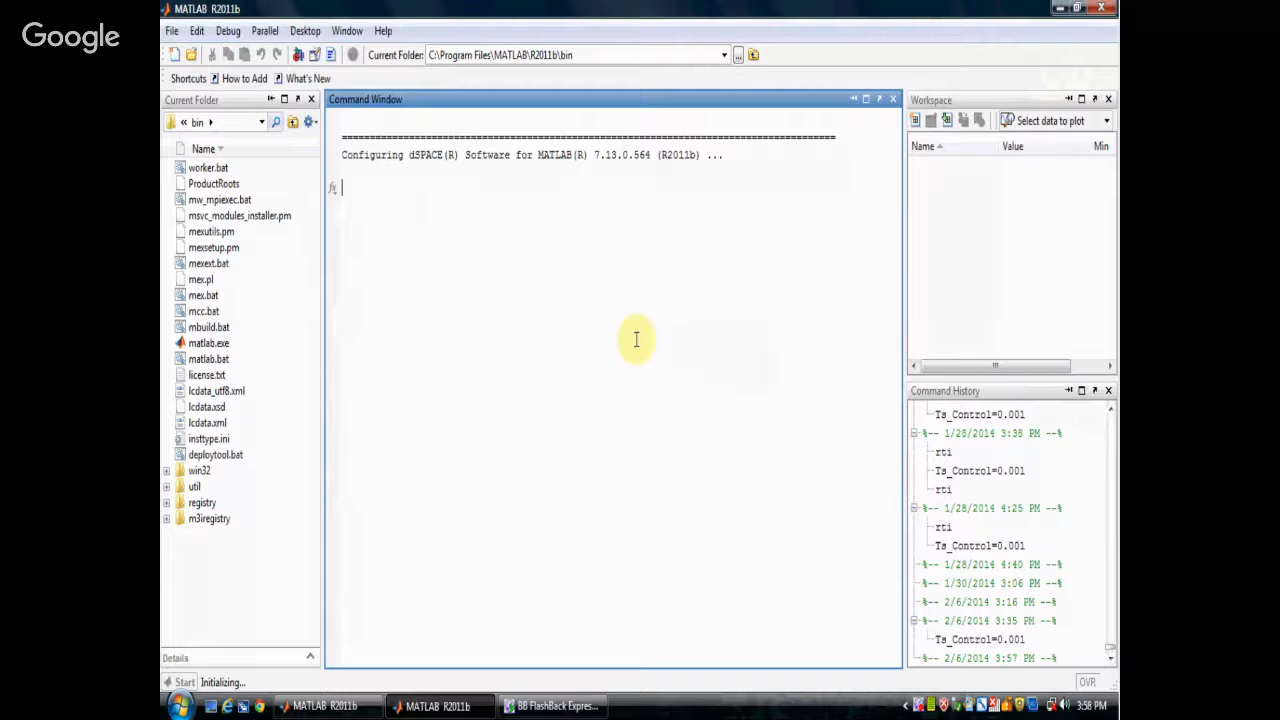 Google
MATLAB R2011b
File Edit Debug Parallel Desktop Window Help
Current Folder: C:\Program Files\MATLAB\R2011b\bin
Shortcuts How to Add What's New
Current Folder
« bin
Name
worker.bat
ProductRoots
mw_mpiexec.bat
msvc_modules_installer.pm
mexutils.pm
mexsetup.pm
mexext.bat
mex.pl
mex.bat
mcc.bat
mbuild.bat
matlab.exe
matlab.bat
license.txt
lcdata_utf8.xml
lcdata.xsd
lcdata.xml
insttype.ini
deploytool.bat
win32
util
registry
m3iregistry
Details
Command Window
===========================================================================================
Configuring dSPACE(R) Software for MATLAB(R) 7.13.0.564 (R2011b) ...
fx
Workspace
Select data to plot
Name Value Min
Command History
Ts_Control=0.001
%-- 1/28/2014 3:38 PM --%
rti
Ts_Control=0.001
rti
%-- 1/28/2014 4:25 PM --%
rti
Ts_Control=0.001
%-- 1/28/2014 4:40 PM --%
%-- 1/30/2014 3:06 PM --%
%-- 2/6/2014 3:16 PM --%
%-- 2/6/2014 3:35 PM --%
Ts_Control=0.001
%-- 2/6/2014 3:57 PM --%
Start Initializing...
OVR
MATLAB R2011b
MATLAB R2011b
BB FlashBack Expres...
3:58 PM